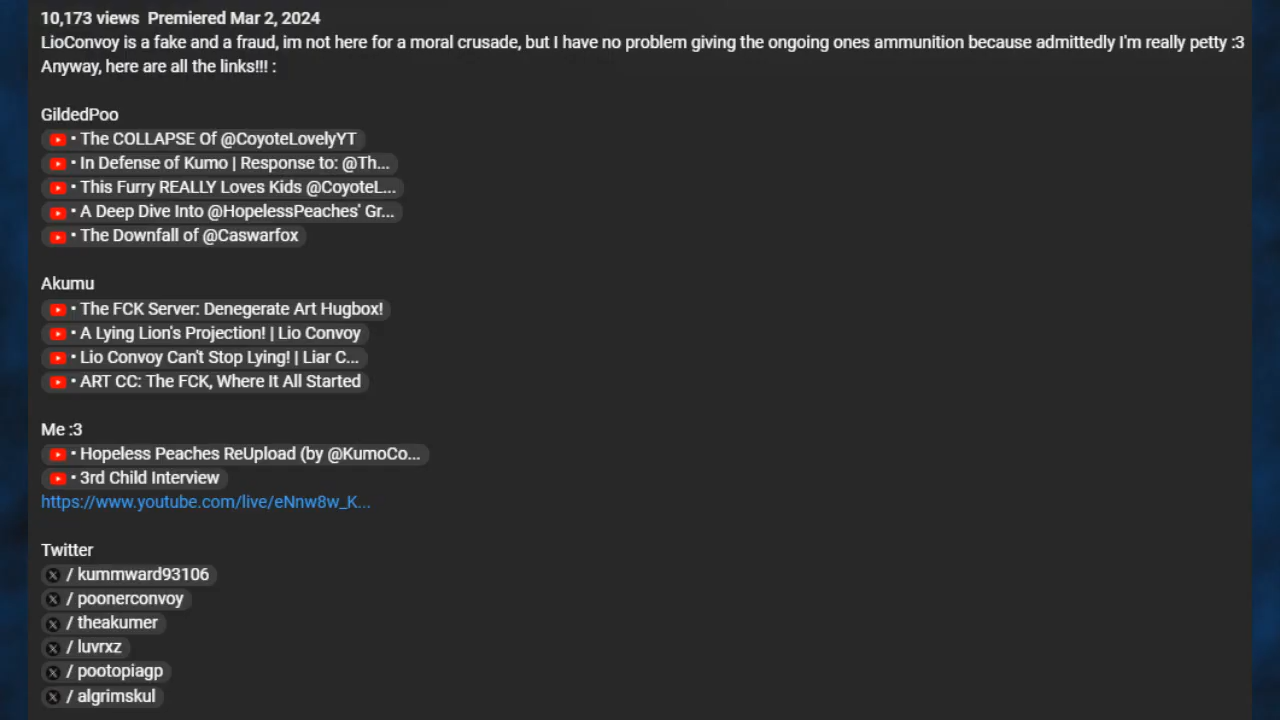 10,173 views Premiered Mar 2, 2024
LioConvoy is a fake and a fraud, im not here for a moral crusade, but I have no problem giving the ongoing ones ammunition because admittedly I'm really petty :3
Anyway, here are all the links!!! :
GildedPoo
• The COLLAPSE Of @CoyoteLovelyYT
• In Defense of Kumo | Response to: @Th...
• This Furry REALLY Loves Kids @CoyoteL...
• A Deep Dive Into @HopelessPeaches' Gr...
• The Downfall of @Caswarfox
Akumu
• The FCK Server: Denegerate Art Hugbox!
• A Lying Lion's Projection! | Lio Convoy
• Lio Convoy Can't Stop Lying! | Liar C...
• ART CC: The FCK, Where It All Started
Me :3
• Hopeless Peaches ReUpload (by @KumoCo...
• 3rd Child Interview
https://www.youtube.com/live/eNnw8w_K...
Twitter
/ kummward93106
/ poonerconvoy
/ theakumer
/ luvrxz
/ pootopiagp
/ algrimskul